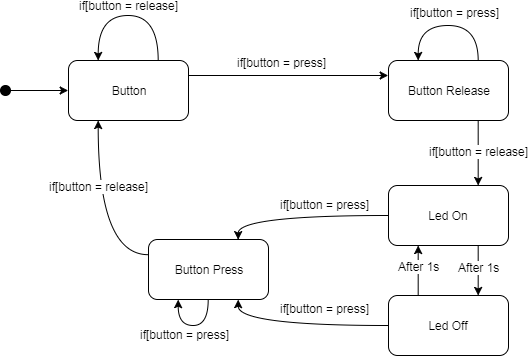 if[button = release]
if[button = press]
if[button = press]
Button
Button Release
if[button = release]
if[button = release]
if[button = press]
Led On
Button Press
After 1s
After 1s
if[button = press]
Led Off
if[button = press]